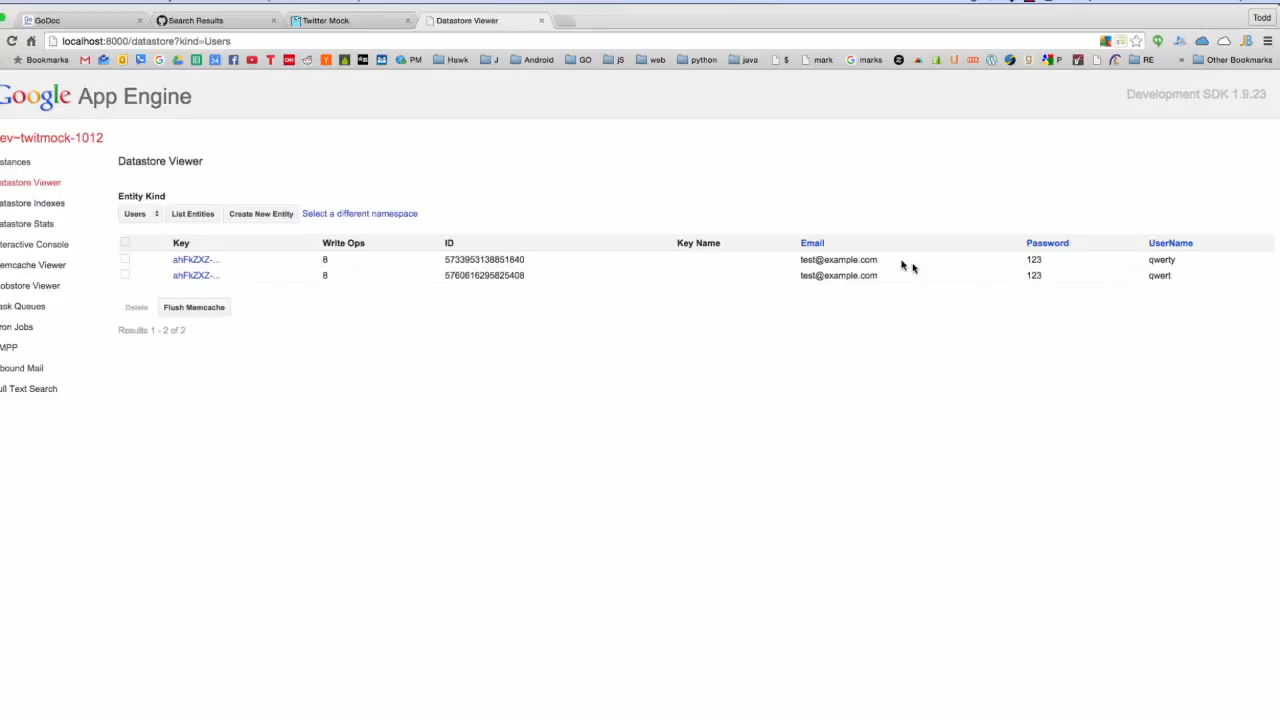 GoDoc
Search Results
Twitter Mock
Datastore Viewer
Todd
localhost:8000/datastore?kind=Users
Bookmarks
PM
Hawk
J
Android
GO
jS
web
python
java
$
mark
marks
P
RE
» Other Bookmarks
Google App Engine
Development SDK 1.9.23
ev~twitmock-1012
stances
atastore Viewer
atastore Indexes
atastore Stats
teractive Console
emcache Viewer
obstore Viewer
ask Queues
ron Jobs
MPP
bound Mail
ull Text Search
Datastore Viewer
Entity Kind
Users
List Entities
Create New Entity
Select a different namespace
Key Write Ops ID Key Name Email Password UserName
ahFkZXZ-... 8 5733953138851840 test@example.com 123 qwerty
ahFkZXZ-... 8 5760616295825408 test@example.com 123 qwert
Delete
Flush Memcache
Results 1 - 2 of 2